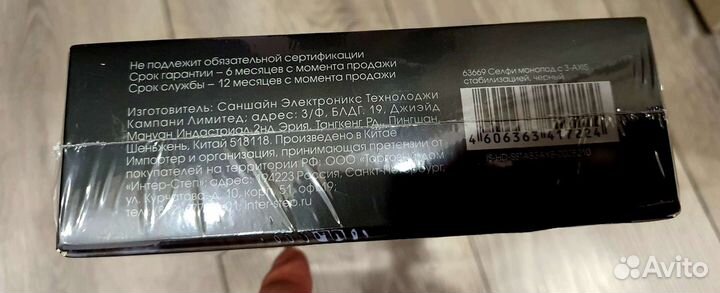 Не подлежит обязательной сертификации
Срок гарантии – 6 месяцев с момента продажи
Срок службы – 12 месяцев с момента продажи
Изготовитель: Саншайн Электроникс Технолоджи
Кампани Лимитед; адрес: 3/Ф, БЛДГ. 19, Джиэйд
Мануан Индастриал 2нд Эрия, Тангкенг Рд., Пингшан,
Шеньжень, Китай 518118. Произведено в Китае
Импортер и организация, принимающая претензии от
покупателей на территории РФ: ООО «Торговый дом
«Интер-Степ»; адрес: 194223 Россия, Санкт-Петербург,
ул. Курчатова, д. 10, корп. 51, оф.19;
inter-step.ru
63669 Селфи монопод с 3-AXIS
стабилизацией, черный
4 606363 417224
Avito